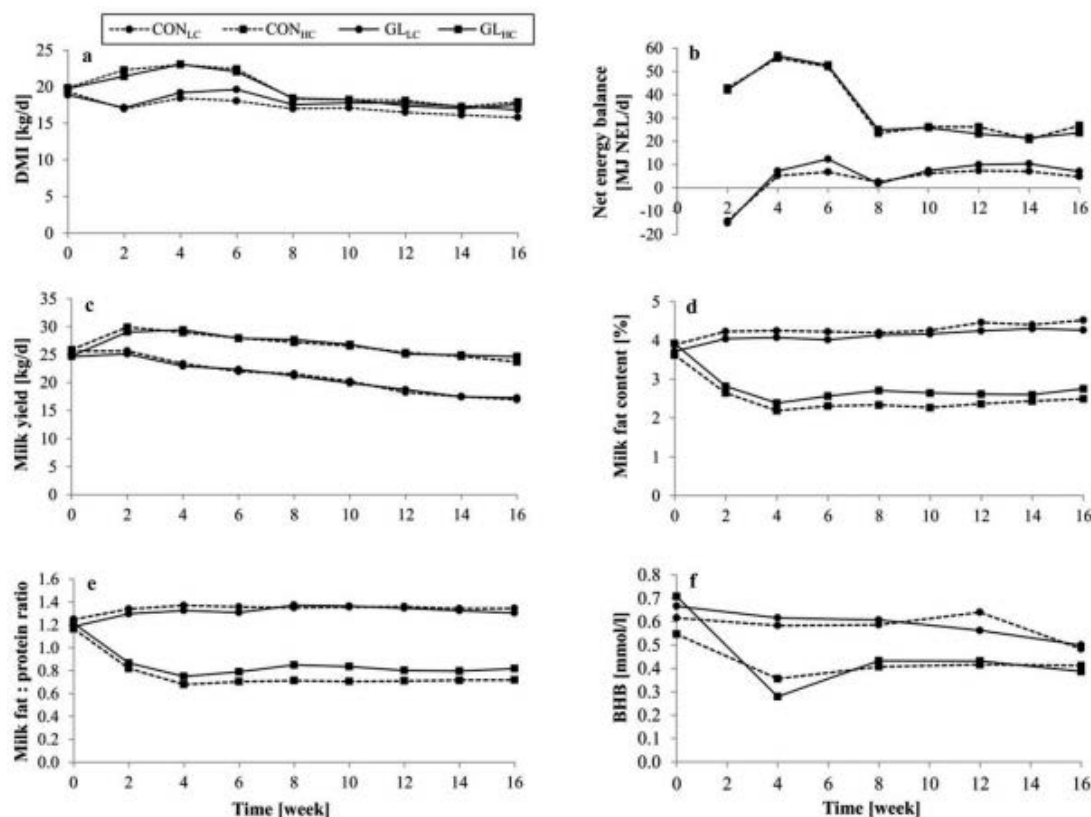 CONLC CONHC GLLC GLHC
a
DMI [kg/d]
25
20
15
10
5
0
0 2 4 6 8 10 12 14 16
b
Net energy balance
[MJ NEL/d]
60
50
40
30
20
10
0
-10
-20
0 2 4 6 8 10 12 14 16
c
Milk yield [kg/d]
35
30
25
20
15
10
5
0
0 2 4 6 8 10 12 14 16
d
Milk fat content [%]
5
4
3
2
1
0
0 2 4 6 8 10 12 14 16
e
Milk fat : protein ratio
1.6
1.4
1.2
1.0
0.8
0.6
0.4
0.2
0.0
0 2 4 6 8 10 12 14 16
Time [week]
f
BHB [mmol/l]
0.8
0.7
0.6
0.5
0.4
0.3
0.2
0.1
0.0
0 2 4 6 8 10 12 14 16
Time [week]